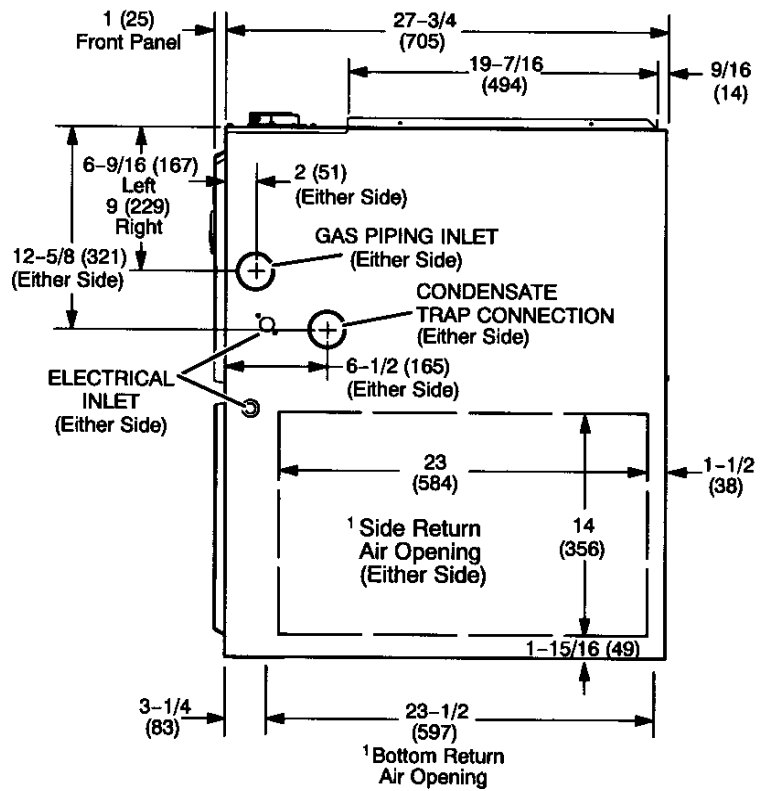 1 (25)
Front Panel
27–3/4
(705)
19–7/16
(494)
9/16
(14)
6–9/16 (167)
Left
9 (229)
Right
2 (51)
(Either Side)
12–5/8 (321)
(Either Side)
GAS PIPING INLET
(Either Side)
CONDENSATE
TRAP CONNECTION
(Either Side)
6–1/2 (165)
(Either Side)
ELECTRICAL
INLET
(Either Side)
23
(584)
1–1/2
(38)
1 Side Return
Air Opening
(Either Side)
14
(356)
1–15/16 (49)
3–1/4
(83)
23–1/2
(597)
1 Bottom Return
Air Opening